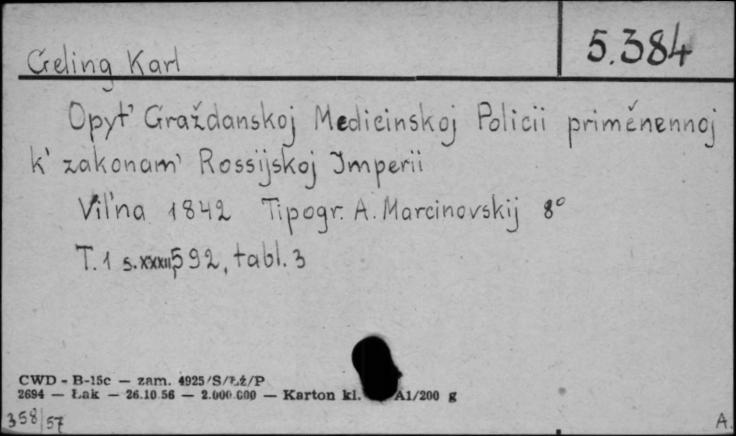 Geling Karl 5.384
Opyt' Graždanskoj Medicinskoj Policii priměnennoj
k' zakonam' Rossijskoj Imperii
Vil'na 1842 Tipogr. A. Marcinovskij 8°
T. 1 s. XXXII, 592, tabl. 3
CWD - B-15c — zam. 4925/S/Łż/P
2694 — Łak — 26.10.56 — 2.000.000 — Karton kl. A1/200 g
358/57 A.